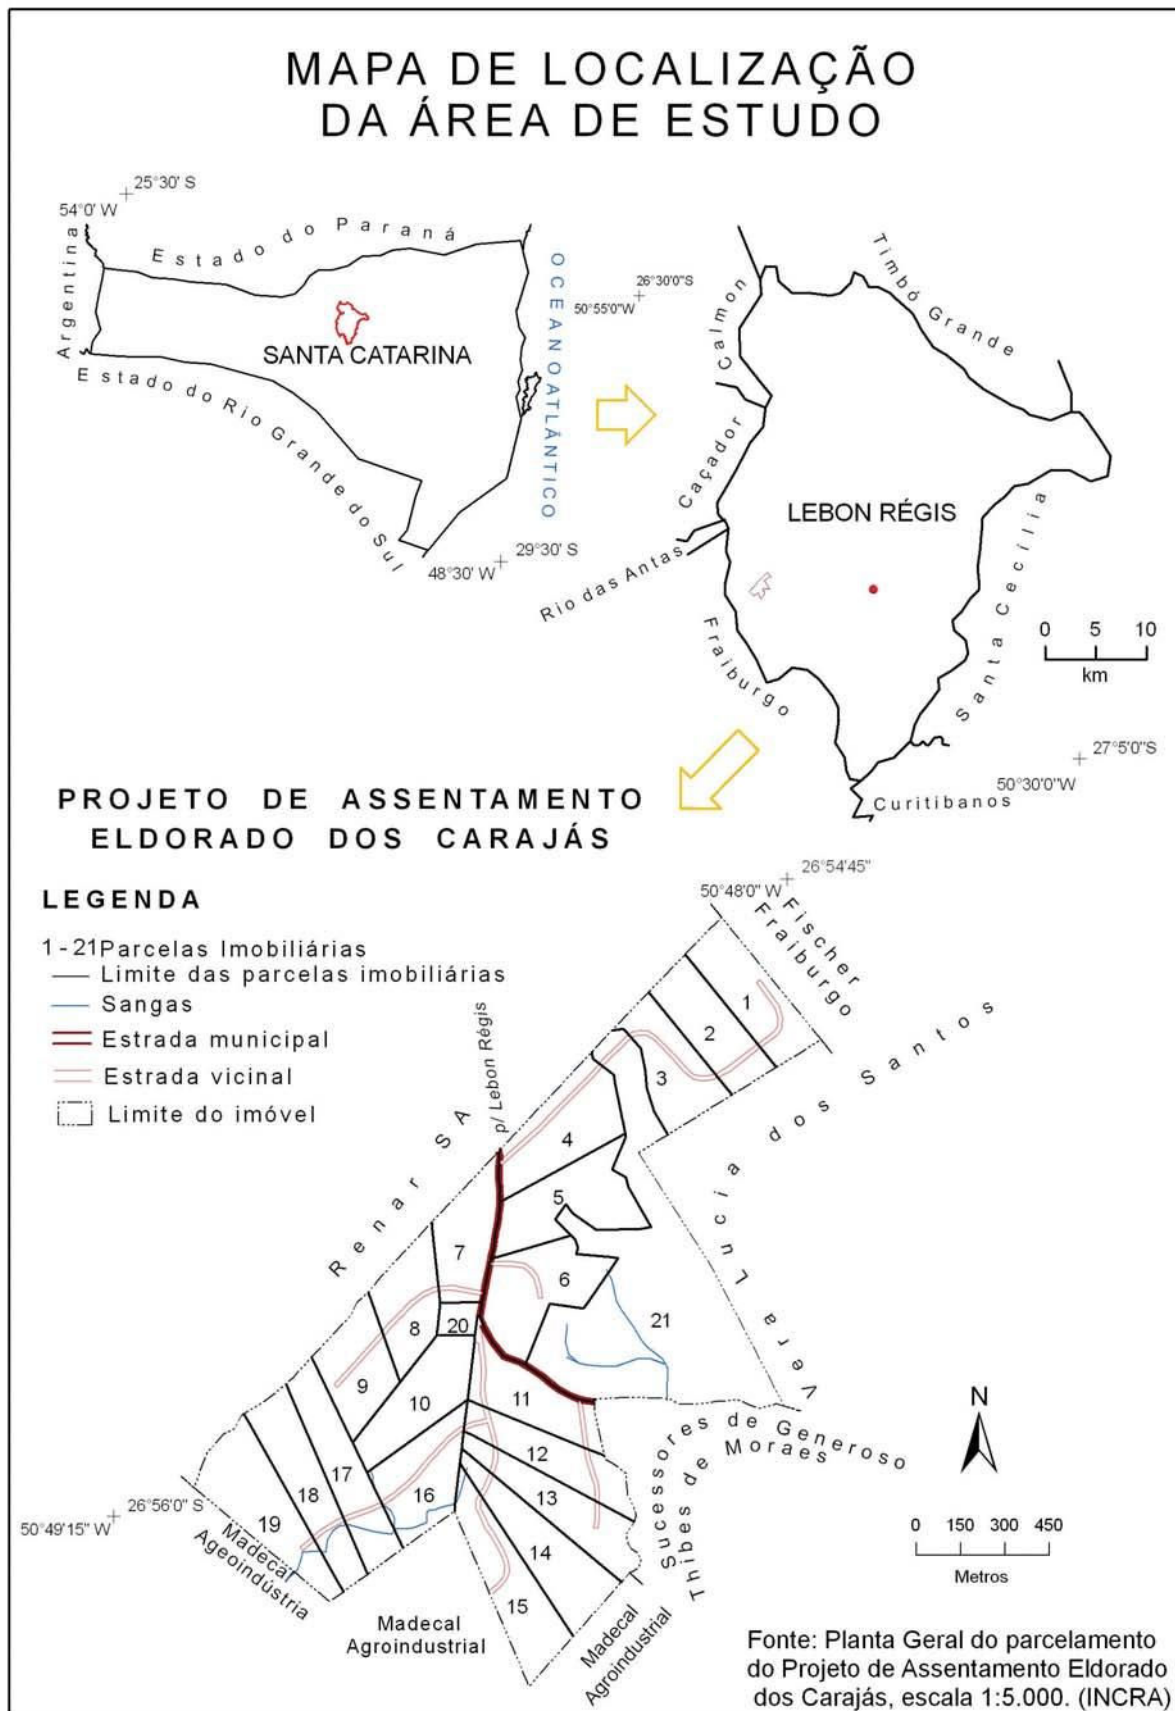 MAPA DE LOCALIZAÇÃO
DA ÁREA DE ESTUDO
25°30' S
54°0' W
Argentina
Estado do Paraná
OCEANO ATLÂNTICO
SANTA CATARINA
Estado do Rio Grande do Sul
48°30' W
29°30' S
26°30'0"S
50°55'0"W
Calmon
Timbó Grande
Caçador
LEBON RÉGIS
Rio das Antas
Fraiburgo
Santa Cecília
0 5 10
km
27°5'0"S
50°30'0"W
Curitibanos
PROJETO DE ASSENTAMENTO
ELDORADO DOS CARAJÁS
LEGENDA
1 - 21 Parcelas Imobiliárias
Limite das parcelas imobiliárias
Sangas
Estrada municipal
Estrada vicinal
Limite do imóvel
26°54'45"
50°48'0" W
Fischer
Fraiburgo
p/ Lebon Régis
Renar SA
Vera Lucia dos Santos
1
2
3
4
5
6
7
8
9
10
11
12
13
14
15
16
17
18
19
20
21
Sucessores de Generoso
Thibes de Moraes
N
26°56'0" S
50°49'15" W
Madecal
Ageoindústria
Madecal
Agroindustrial
Madecal
Agroindustrial
0 150 300 450
Metros
Fonte: Planta Geral do parcelamento
do Projeto de Assentamento Eldorado
dos Carajás, escala 1:5.000. (INCRA)